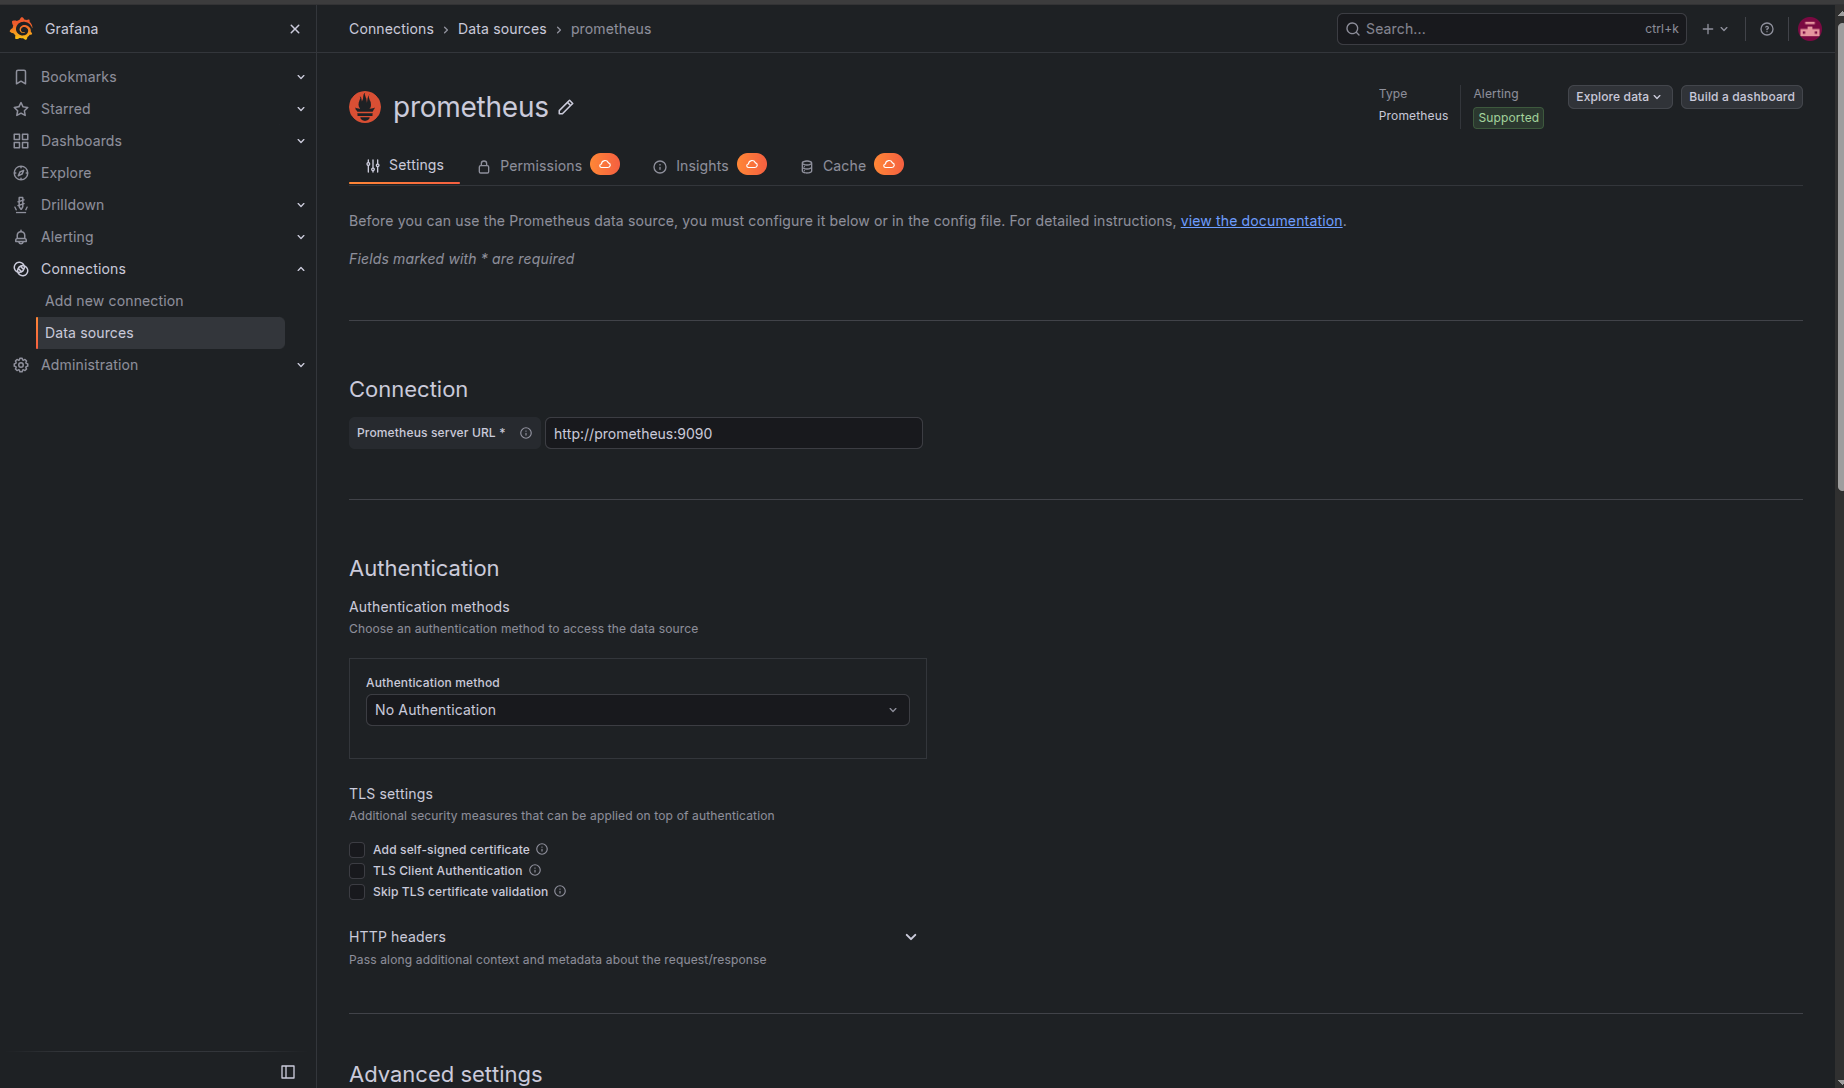 Grafana
Connections › Data sources › prometheus
Search...
ctrl+k
Bookmarks
Starred
Dashboards
Explore
Drilldown
Alerting
Connections
Add new connection
Data sources
Administration
prometheus
Type
Prometheus
Alerting
Supported
Explore data
Build a dashboard
Settings
Permissions
Insights
Cache
Before you can use the Prometheus data source, you must configure it below or in the config file. For detailed instructions, view the documentation.
Fields marked with * are required
Connection
Prometheus server URL *
http://prometheus:9090
Authentication
Authentication methods
Choose an authentication method to access the data source
Authentication method
No Authentication
TLS settings
Additional security measures that can be applied on top of authentication
Add self-signed certificate
TLS Client Authentication
Skip TLS certificate validation
HTTP headers
Pass along additional context and metadata about the request/response
Advanced settings